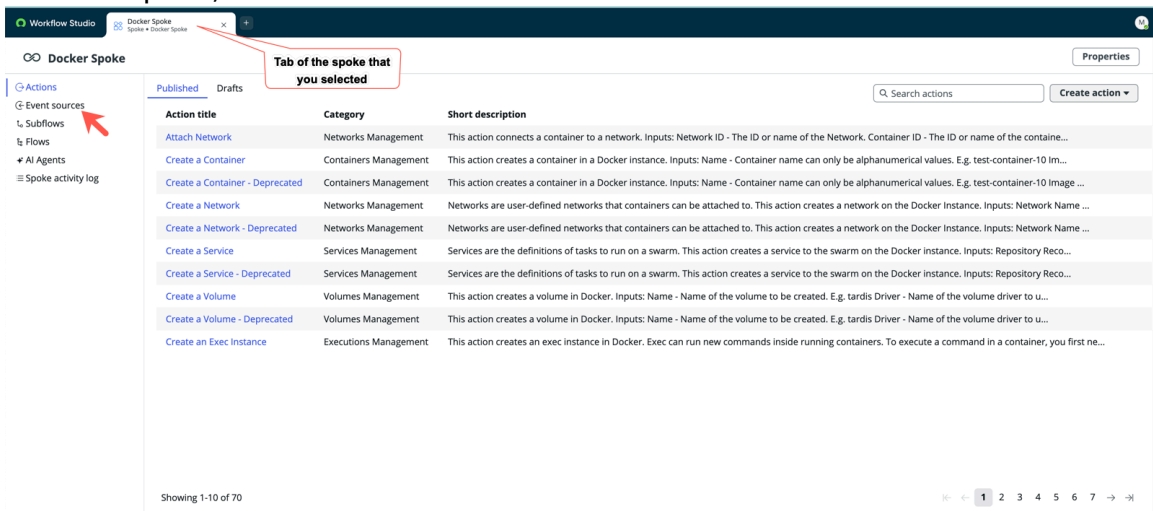 Workflow Studio
Docker Spoke
Spoke • Docker Spoke
×
+
M
Docker Spoke
Tab of the spoke that
you selected
Properties
Actions
Event sources
Subflows
Flows
AI Agents
Spoke activity log
Published Drafts
Search actions
Create action
Action title Category Short description
Attach Network Networks Management This action connects a container to a network. Inputs: Network ID - The ID or name of the Network. Container ID - The ID or name of the containe...
Create a Container Containers Management This action creates a container in a Docker instance. Inputs: Name - Container name can only be alphanumerical values. E.g. test-container-10 Im...
Create a Container - Deprecated Containers Management This action creates a container in a Docker instance. Inputs: Name - Container name can only be alphanumerical values. E.g. test-container-10 Image ...
Create a Network Networks Management Networks are user-defined networks that containers can be attached to. This action creates a network on the Docker Instance. Inputs: Network Name ...
Create a Network - Deprecated Networks Management Networks are user-defined networks that containers can be attached to. This action creates a network on the Docker Instance. Inputs: Network Name ...
Create a Service Services Management Services are the definitions of tasks to run on a swarm. This action creates a service to the swarm on the Docker instance. Inputs: Repository Reco...
Create a Service - Deprecated Services Management Services are the definitions of tasks to run on a swarm. This action creates a service to the swarm on the Docker instance. Inputs: Repository Reco...
Create a Volume Volumes Management This action creates a volume in Docker. Inputs: Name - Name of the volume to be created. E.g. tardis Driver - Name of the volume driver to u...
Create a Volume - Deprecated Volumes Management This action creates a volume in Docker. Inputs: Name - Name of the volume to be created. E.g. tardis Driver - Name of the volume driver to u...
Create an Exec Instance Executions Management This action creates an exec instance in Docker. Exec can run new commands inside running containers. To execute a command in a container, you first ne...
Showing 1-10 of 70
1 2 3 4 5 6 7